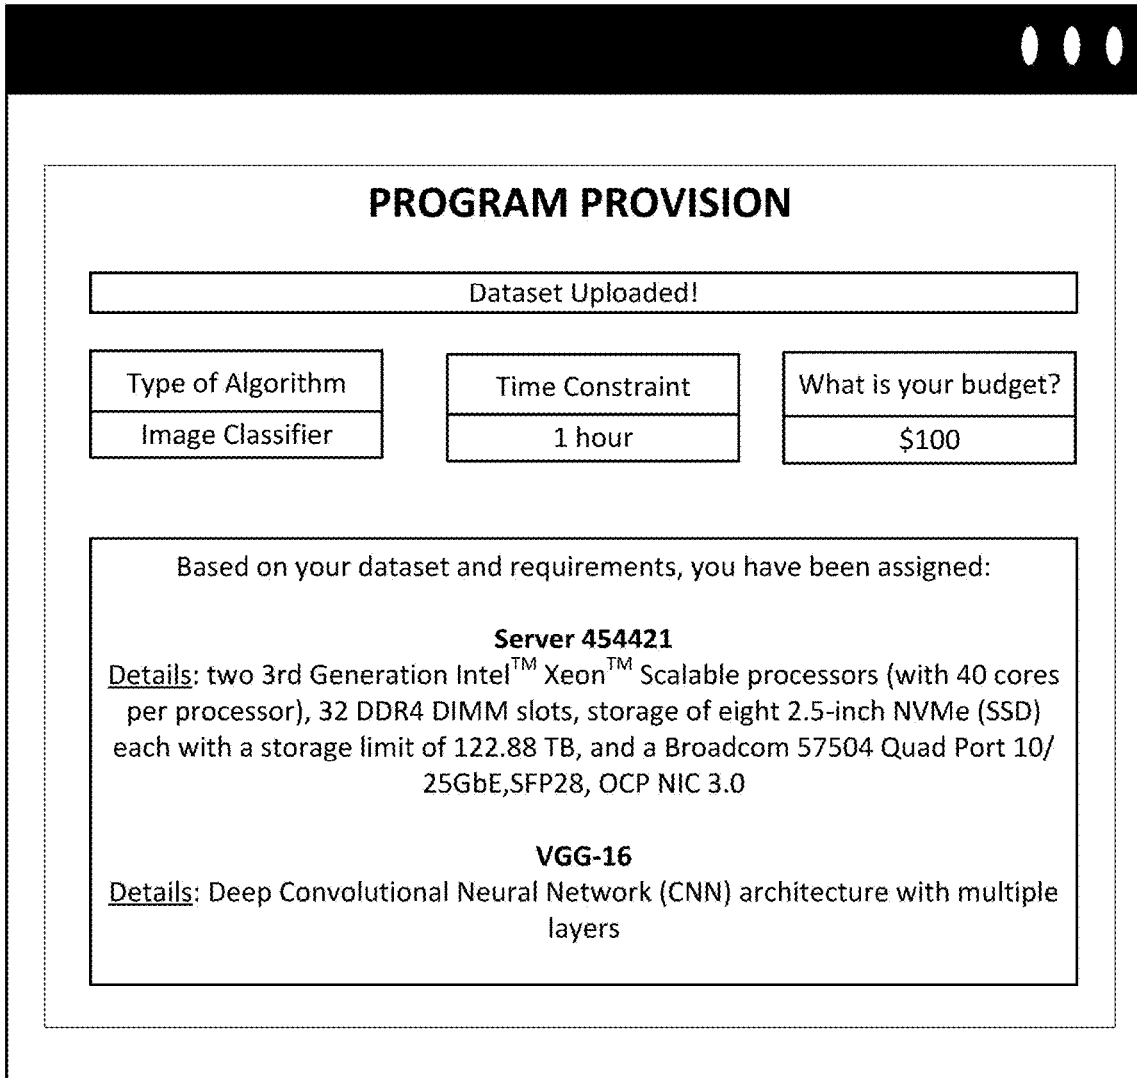 PROGRAM PROVISION
Dataset Uploaded!
Type of Algorithm
Image Classifier
Time Constraint
1 hour
What is your budget?
$100
Based on your dataset and requirements, you have been assigned:
Server 454421
Details: two 3rd Generation Intel™ Xeon™ Scalable processors (with 40 cores
per processor), 32 DDR4 DIMM slots, storage of eight 2.5-inch NVMe (SSD)
each with a storage limit of 122.88 TB, and a Broadcom 57504 Quad Port 10/
25GbE,SFP28, OCP NIC 3.0
VGG-16
Details: Deep Convolutional Neural Network (CNN) architecture with multiple
layers